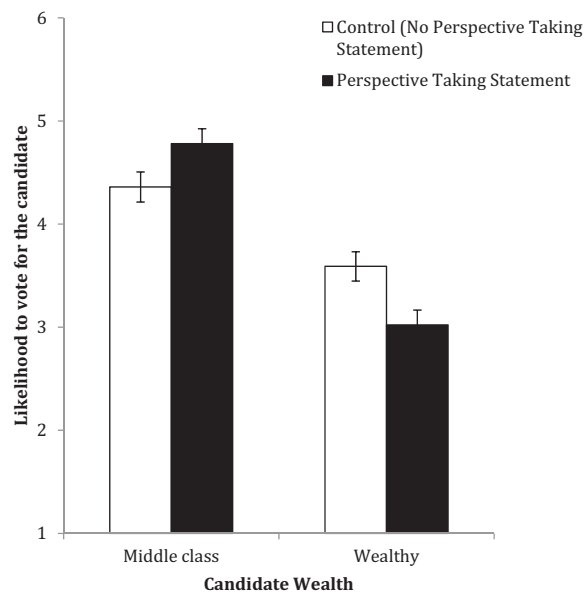 6
5
4
3
2
1
Likelihood to vote for the candidate
Control (No Perspective Taking
Statement)
Perspective Taking Statement
Middle class
Wealthy
Candidate Wealth